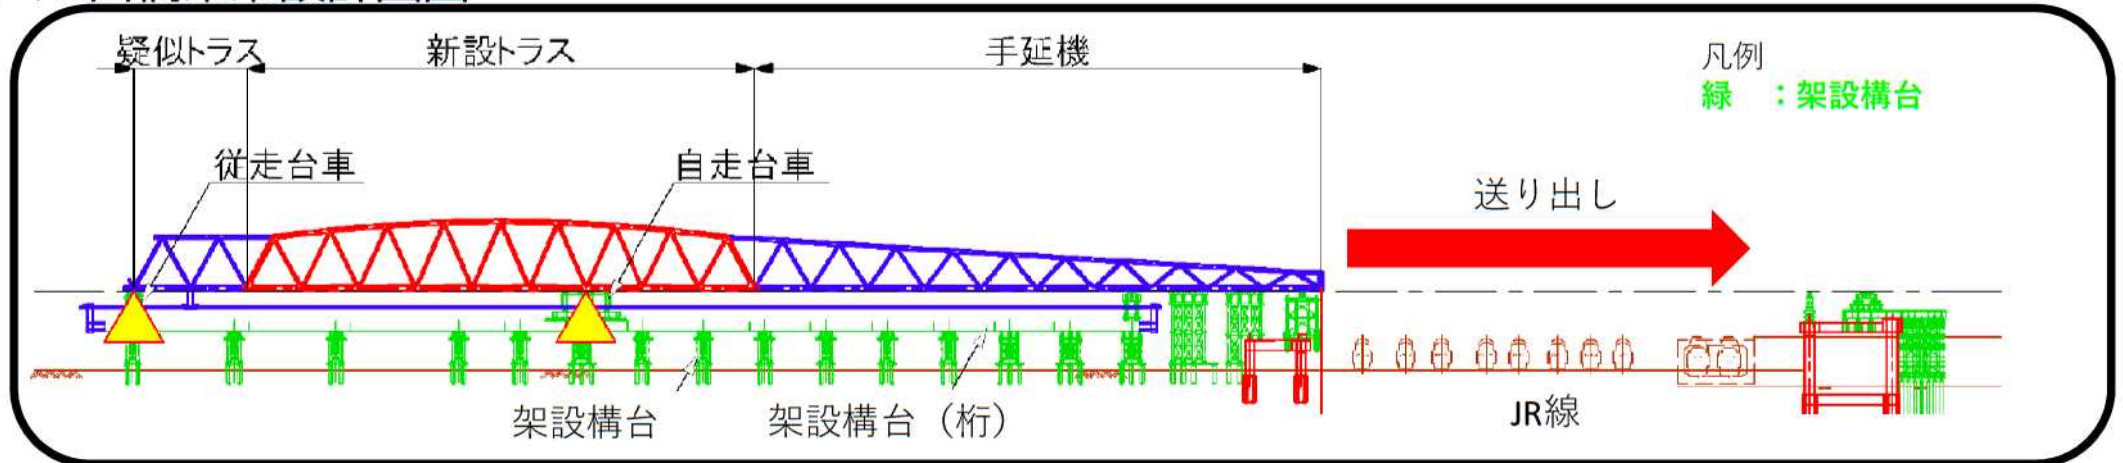 疑似トラス
新設トラス
手延機
凡例
緑　：架設構台
従走台車
自走台車
送り出し
架設構台
架設構台（桁）
JR線